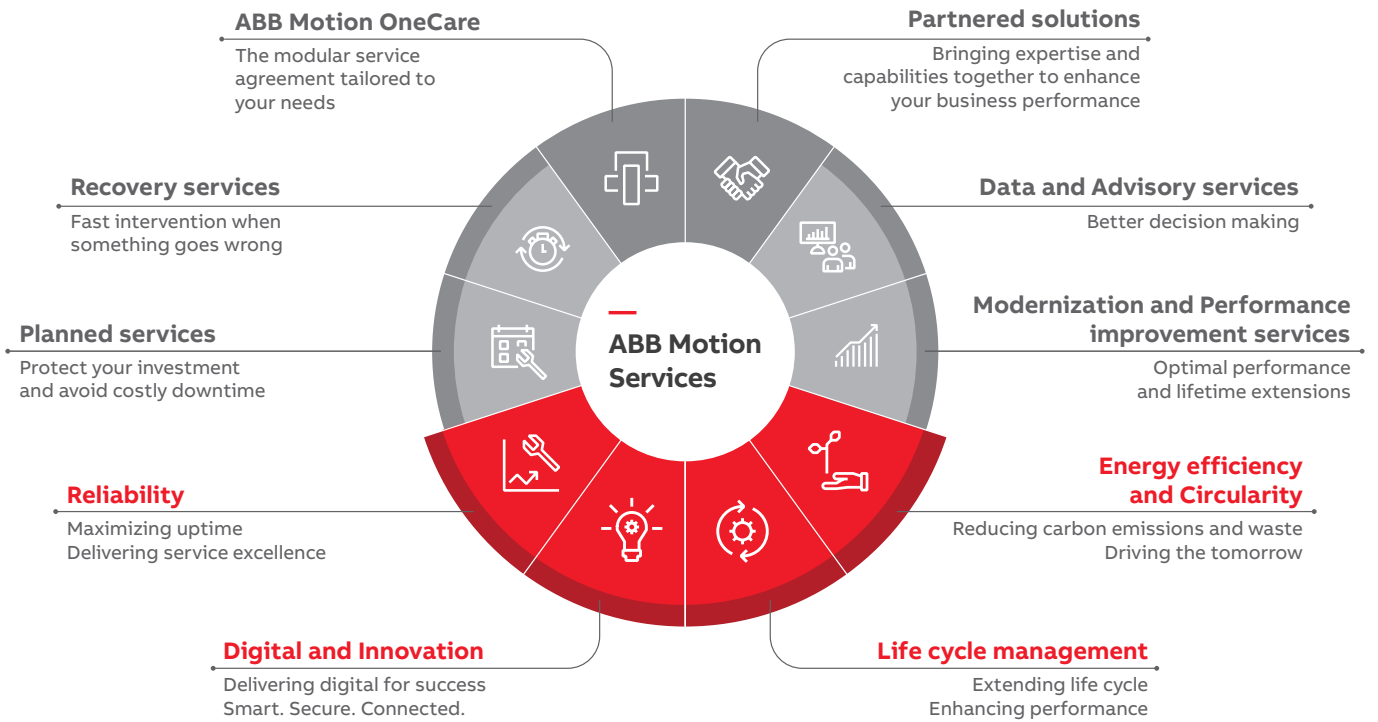 ABB Motion OneCare
The modular service
agreement tailored to
your needs
Partnered solutions
Bringing expertise and
capabilities together to enhance
your business performance
Recovery services
Fast intervention when
something goes wrong
Data and Advisory services
Better decision making
Planned services
Protect your investment
and avoid costly downtime
Modernization and Performance
improvement services
Optimal performance
and lifetime extensions
ABB Motion
Services
Reliability
Maximizing uptime
Delivering service excellence
Energy efficiency
and Circularity
Reducing carbon emissions and waste
Driving the tomorrow
Digital and Innovation
Delivering digital for success
Smart. Secure. Connected.
Life cycle management
Extending life cycle
Enhancing performance